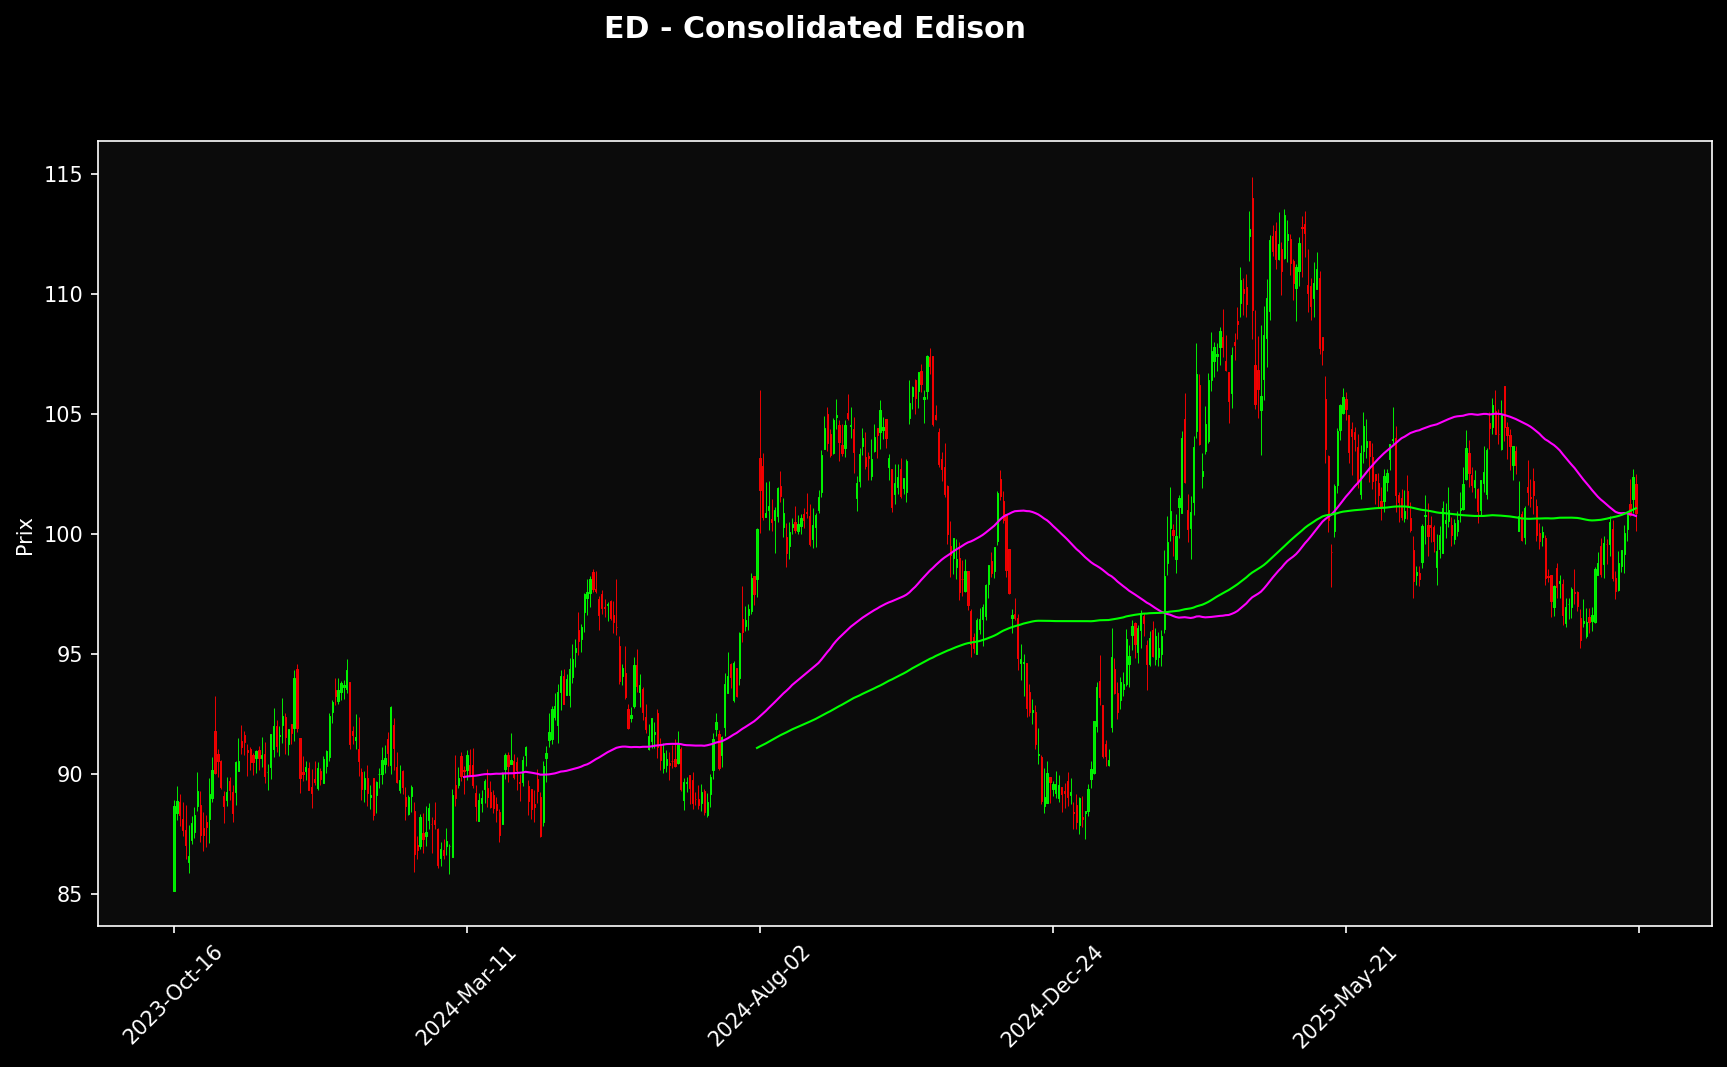 ED - Consolidated Edison
Prix
115
110
105
100
95
90
85
2023-Oct-16
2024-Mar-11
2024-Aug-02
2024-Dec-24
2025-May-21